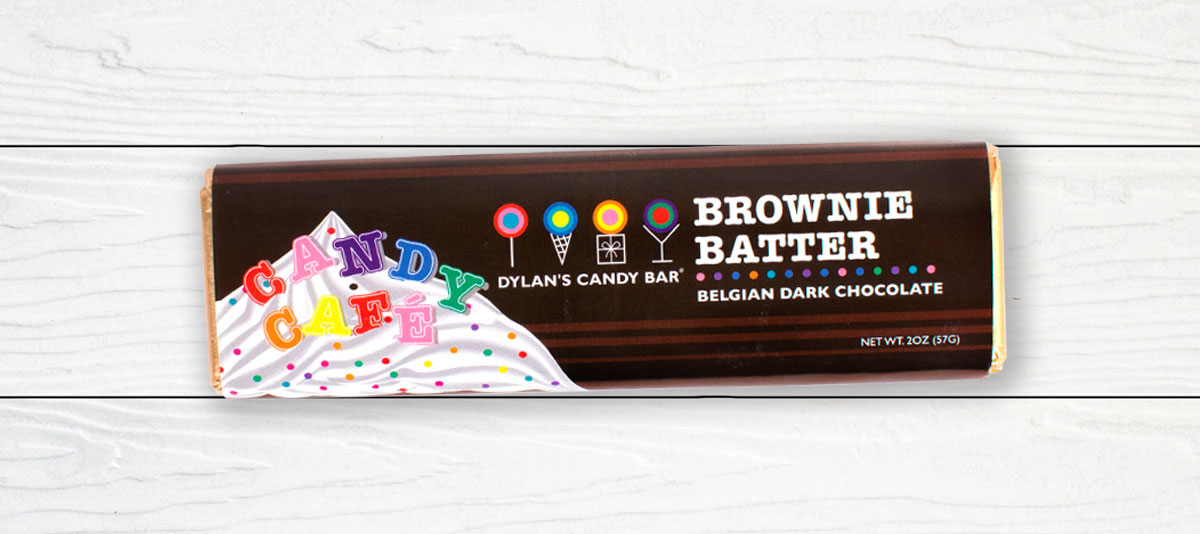 CANDY
CAFÉ
DYLAN'S CANDY BAR®
BROWNIE
BATTER
BELGIAN DARK CHOCOLATE
NET WT. 2OZ (57G)